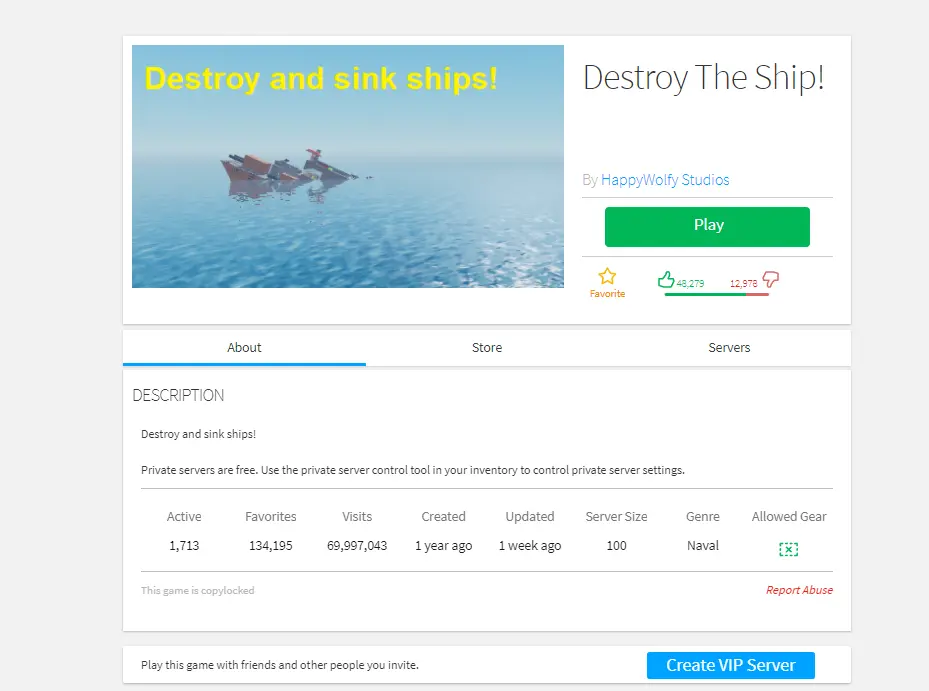 Destroy and sink ships!
Destroy The Ship!
By HappyWolfy Studios
Play
Favorite
48,279
12,978
About Store Servers
DESCRIPTION
Destroy and sink ships!
Private servers are free. Use the private server control tool in your inventory to control private server settings.
Active Favorites Visits Created Updated Server Size Genre Allowed Gear
1,713 134,195 69,997,043 1 year ago 1 week ago 100 Naval
This game is copylocked Report Abuse
Play this game with friends and other people you invite. Create VIP Server